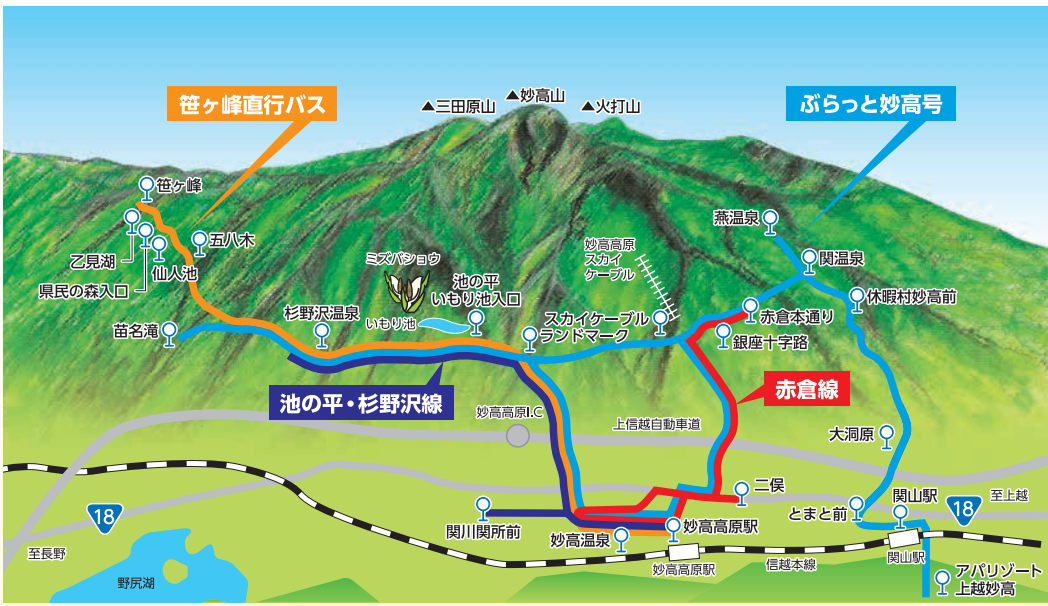 笹ヶ峰直行バス
▲三田原山
▲妙高山
▲火打山
ぶらっと妙高号
笹ヶ峰
乙見湖
県民の森入口
仙人池
五八木
苗名滝
杉野沢温泉
ミズバショウ
いもり池
池の平
いもり池入口
妙高高原
スカイ
ケーブル
スカイケーブル
ランドマーク
燕温泉
関温泉
休暇村妙高前
赤倉本通り
銀座十字路
池の平・杉野沢線
赤倉線
妙高高原I.C
上信越自動車道
大洞原
二俣
とまと前
関山駅
18
至上越
18
至長野
関川関所前
妙高温泉
妙高高原駅
妙高高原駅
信越本線
関山駅
野尻湖
アパリゾート
上越妙高